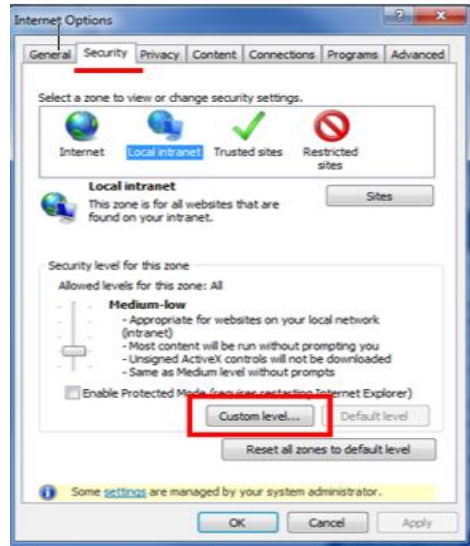 Internet Options
General Security Privacy Content Connections Programs Advanced
Select a zone to view or change security settings.
Internet Local intranet Trusted sites Restricted sites
Local intranet
This zone is for all websites that are
found on your intranet.
Sites
Security level for this zone
Allowed levels for this zone: All
Medium-low
- Appropriate for websites on your local network
(intranet)
- Most content will be run without prompting you
- Unsigned ActiveX controls will not be downloaded
- Same as Medium level without prompts
Enable Protected Mode (requires restarting Internet Explorer)
Custom level... Default level
Reset all zones to default level
Some settings are managed by your system administrator.
OK Cancel Apply